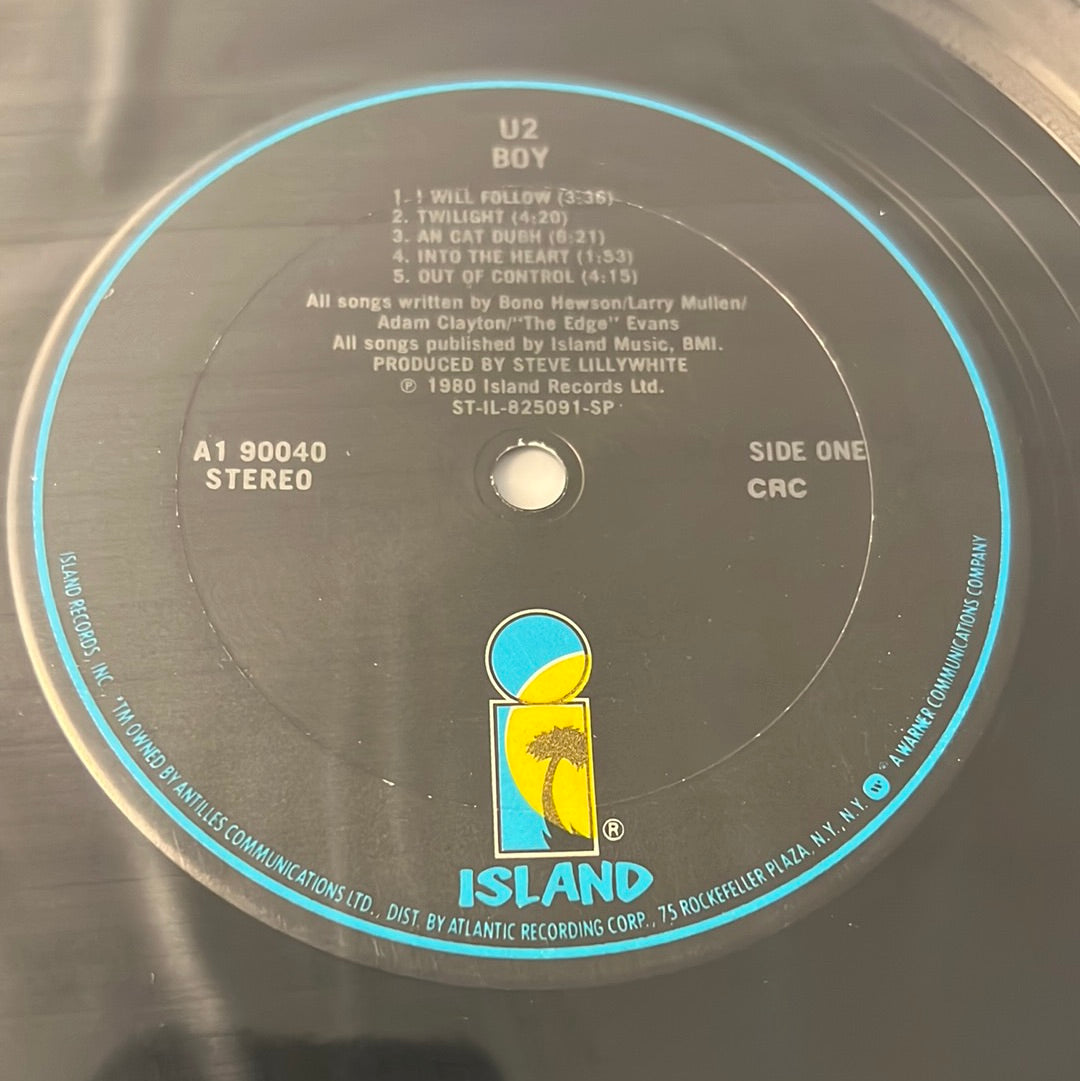 U2
BOY
1. I WILL FOLLOW (3:36)
2. TWILIGHT (4:20)
3. AN CAT DUBH (6:21)
4. INTO THE HEART (1:53)
5. OUT OF CONTROL (4:15)
All songs written by Bono Hewson/Larry Mullen/
Adam Clayton/"The Edge" Evans
All songs published by Island Music, BMI.
PRODUCED BY STEVE LILLYWHITE
℗ 1980 Island Records Ltd.
ST-IL-825091-SP
A1 90040
STEREO
SIDE ONE
CRC
®
ISLAND
ISLAND RECORDS, INC., *TM OWNED BY ANTILLES COMMUNICATIONS LTD., DIST. BY ATLANTIC RECORDING CORP., 75 ROCKEFELLER PLAZA, N.Y., N.Y. W ® A WARNER COMMUNICATIONS COMPANY